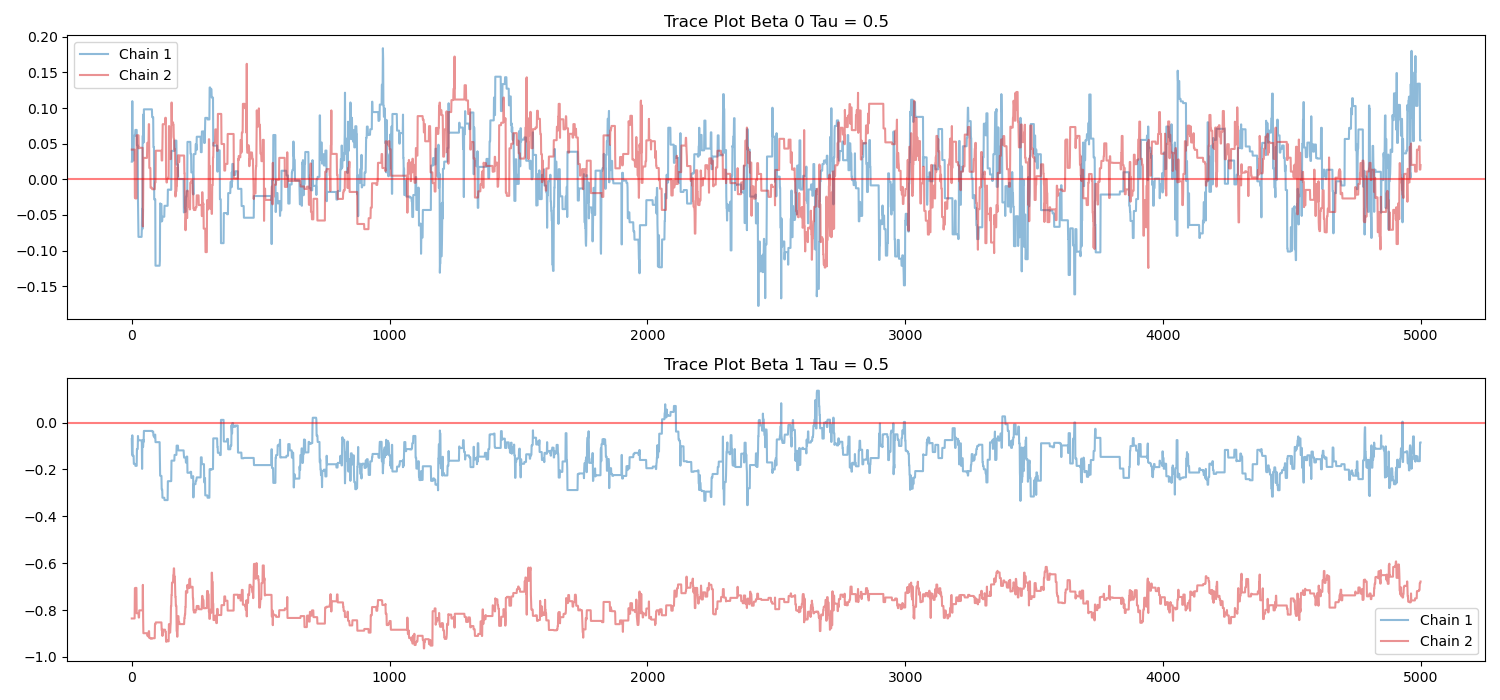 Trace Plot Beta 0 Tau = 0.5
Chain 1
Chain 2
0.20
0.15
0.10
0.05
0.00
−0.05
−0.10
−0.15
0 1000 2000 3000 4000 5000
Trace Plot Beta 1 Tau = 0.5
0.0
−0.2
−0.4
−0.6
−0.8
−1.0
Chain 1
Chain 2
0 1000 2000 3000 4000 5000